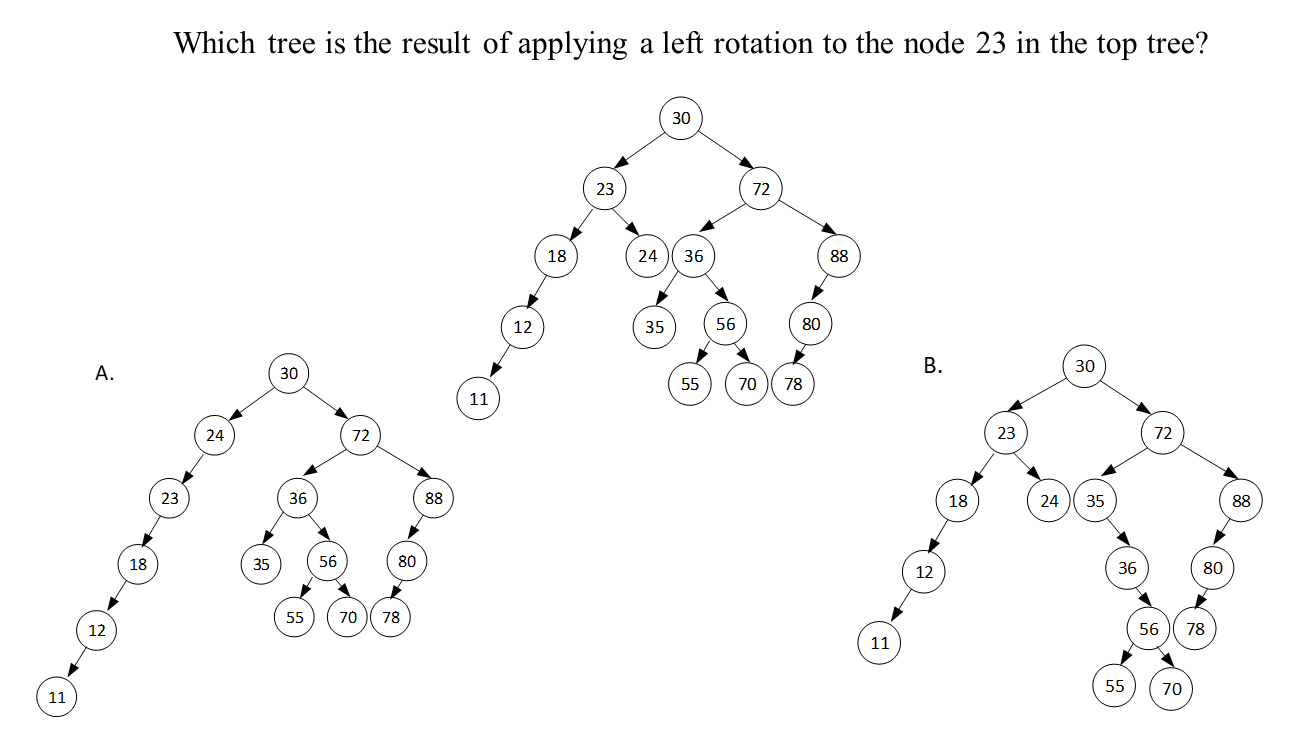 Which tree is the result of applying a left rotation to the node 23 in the top tree?
30
23 72
18 24 36 88
12 35 56 80
11 55 70 78
A.
30
24 72
23 36 88
18 35 56 80
12 55 70 78
11
B.
30
23 72
18 24 35 88
12 36 80
11 56 78
55 70